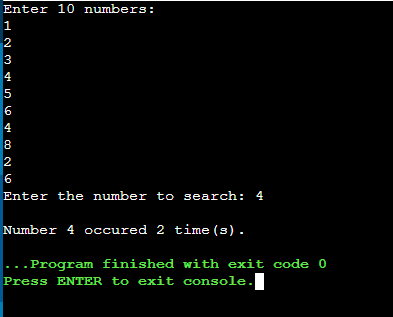 Enter 10 numbers:
1
2
3
4
5
6
4
8
2
6
Enter the number to search: 4
Number 4 occured 2 time(s).
...Program finished with exit code 0
Press ENTER to exit console.